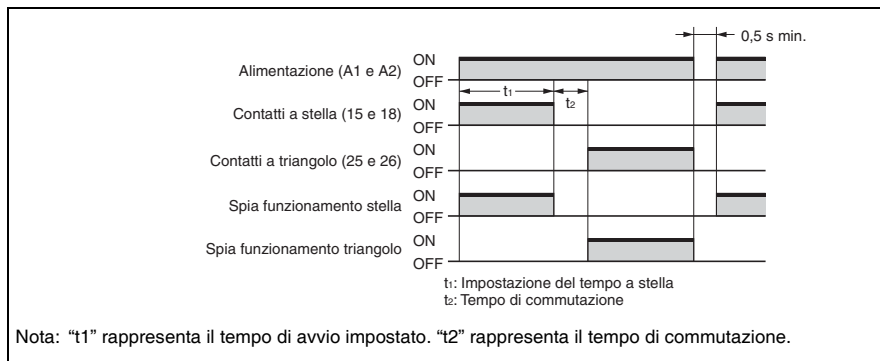 0,5 s min.
Alimentazione (A1 e A2) ON
OFF
t1 t2
Contatti a stella (15 e 18) ON
OFF
Contatti a triangolo (25 e 26) ON
OFF
Spia funzionamento stella ON
OFF
Spia funzionamento triangolo ON
OFF
t1: Impostazione del tempo a stella
t2: Tempo di commutazione
Nota: “t1” rappresenta il tempo di avvio impostato. “t2” rappresenta il tempo di commutazione.